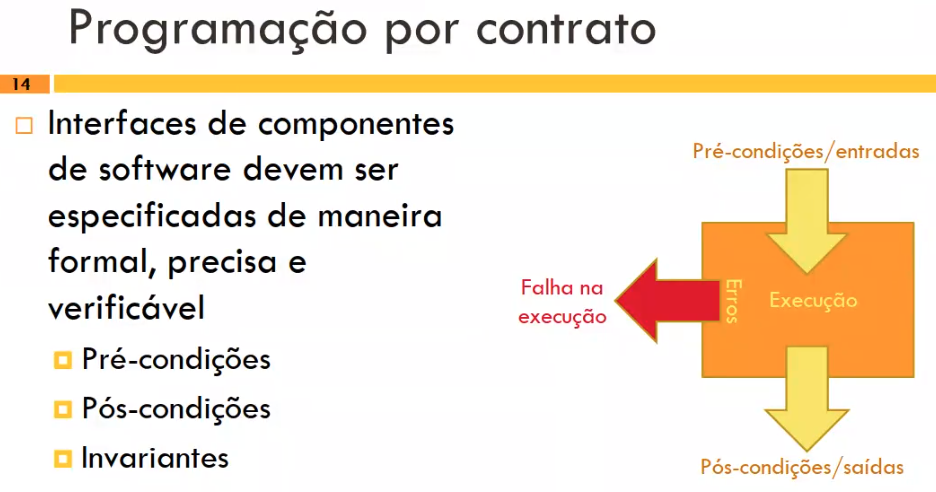 Programação por contrato
14
Interfaces de componentes
de software devem ser
especificadas de maneira
formal, precisa e
verificável
Pré-condições
Pós-condições
Invariantes
Pré-condições/entradas
Falha na
execução
Erros
Execução
Pós-condições/saídas